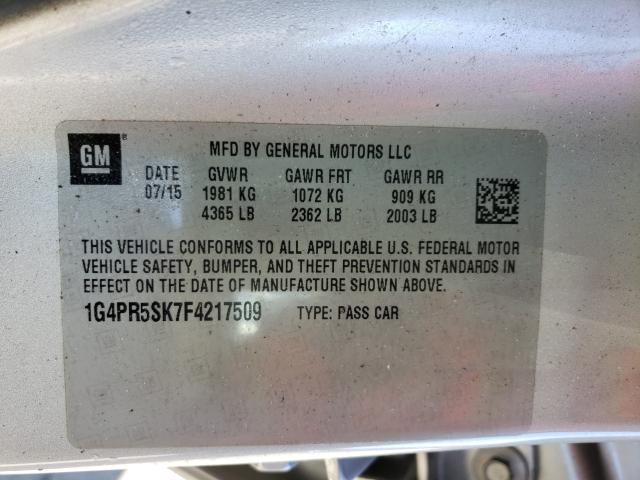 GM
MFD BY GENERAL MOTORS LLC
DATE GVWR GAWR FRT GAWR RR
07/15 1981 KG 1072 KG 909 KG
4365 LB 2362 LB 2003 LB
THIS VEHICLE CONFORMS TO ALL APPLICABLE U.S. FEDERAL MOTOR
VEHICLE SAFETY, BUMPER, AND THEFT PREVENTION STANDARDS IN
EFFECT ON THE DATE OF MANUFACTURE SHOWN ABOVE.
1G4PR5SK7F4217509 TYPE: PASS CAR